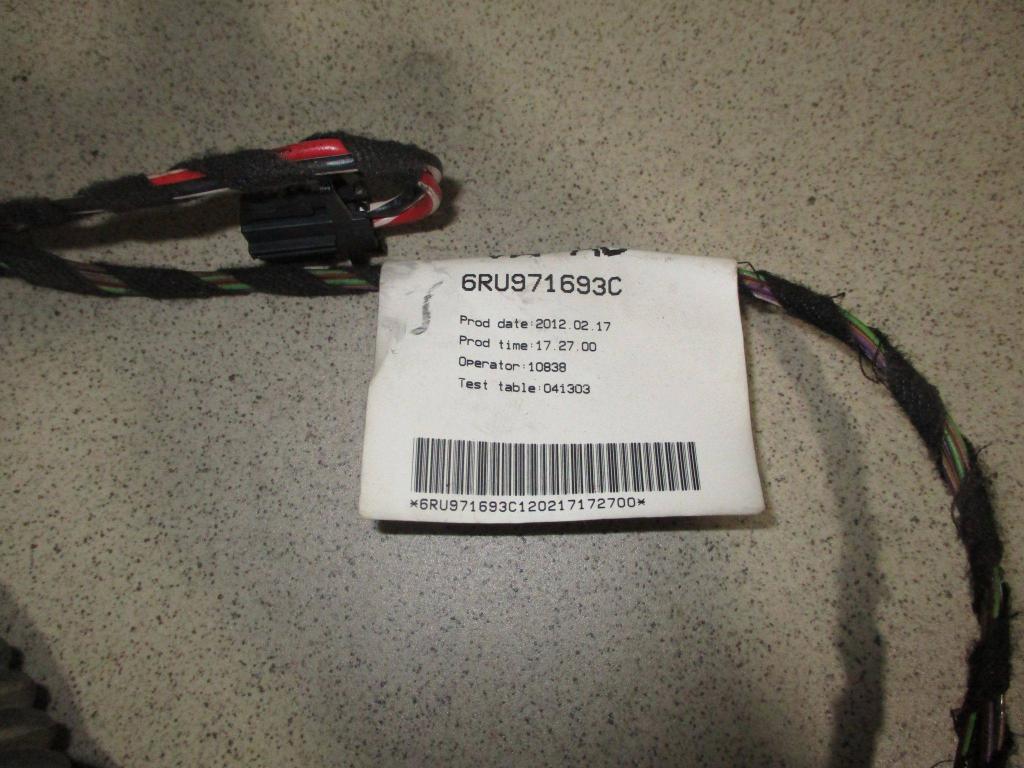 6RU971693C
Prod date:2012.02.17
Prod time:17.27.00
Operator:10838
Test table:041303
*6RU971693C120217172700*